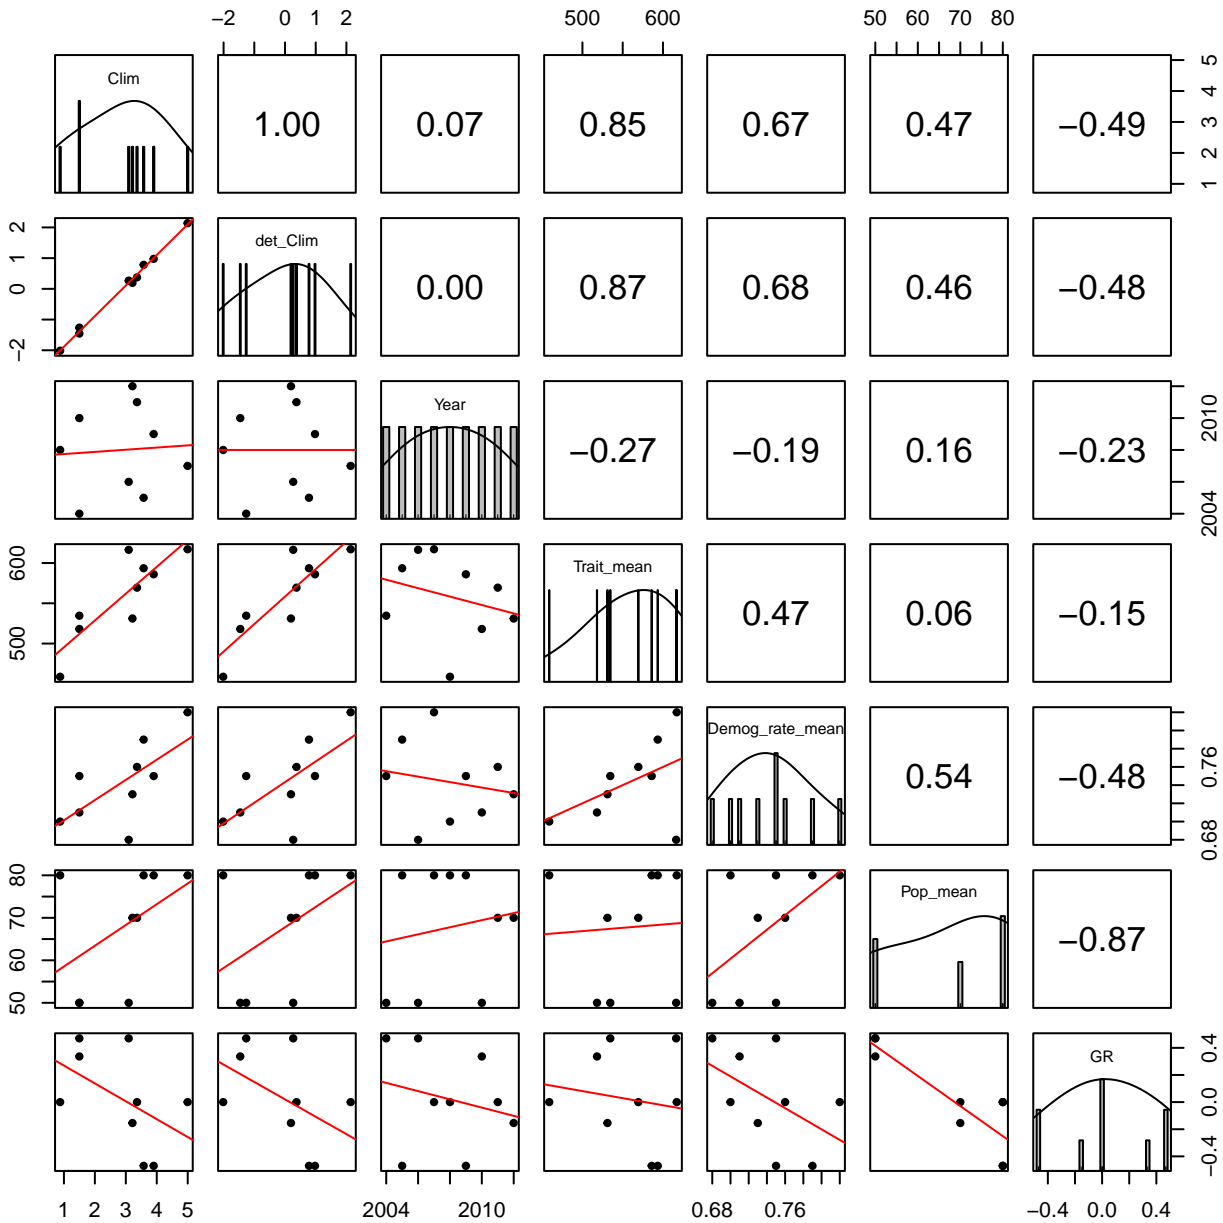 −2 0 1 2 500 600 50 60 70 80
Clim
1.00 0.07 0.85 0.67 0.47 −0.49
1 2 3 4 5
−2 0 1 2
det_Clim
0.00 0.87 0.68 0.46 −0.48
Year
−0.27 −0.19 0.16 −0.23
2004 2010
500 600
Trait_mean
0.47 0.06 −0.15
Demog_rate_mean
0.54 −0.48
0.68 0.76
50 60 70 80
Pop_mean
−0.87
GR
−0.4 0.0 0.4
1 2 3 4 5 2004 2010 0.68 0.76 −0.4 0.0 0.4